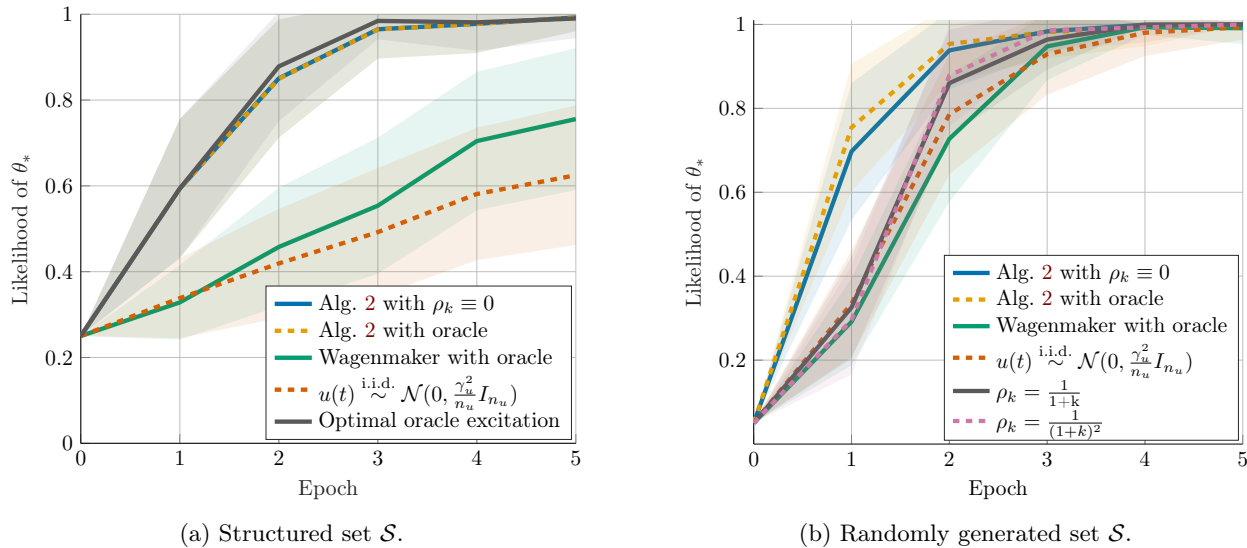 1
0.8
0.6
0.4
0.2
0
0 1 2 3 4 5
Likelihood of θ∗
Epoch
Alg. 2 with ρₖ ≡ 0
Alg. 2 with oracle
Wagenmaker with oracle
u(t) i.i.d. ∼ 𝒩(0, γᵤ²/nᵤ Iₙᵤ)
Optimal oracle excitation
(a) Structured set 𝒮.
1
0.8
0.6
0.4
0.2
0 1 2 3 4 5
Likelihood of θ∗
Epoch
Alg. 2 with ρₖ ≡ 0
Alg. 2 with oracle
Wagenmaker with oracle
u(t) i.i.d. ∼ 𝒩(0, γᵤ²/nᵤ Iₙᵤ)
ρₖ = 1/(1+k)
ρₖ = 1/(1+k)²
(b) Randomly generated set 𝒮.